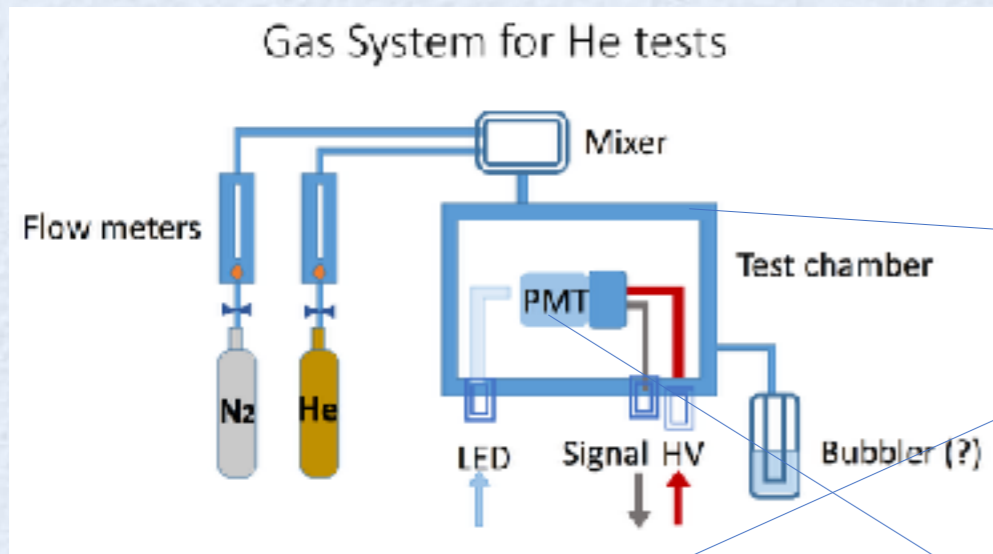 Gas System for He tests
Mixer
Flow meters
Test chamber
PMT
N2
He
LED
Signal
HV
Bubbler (?)